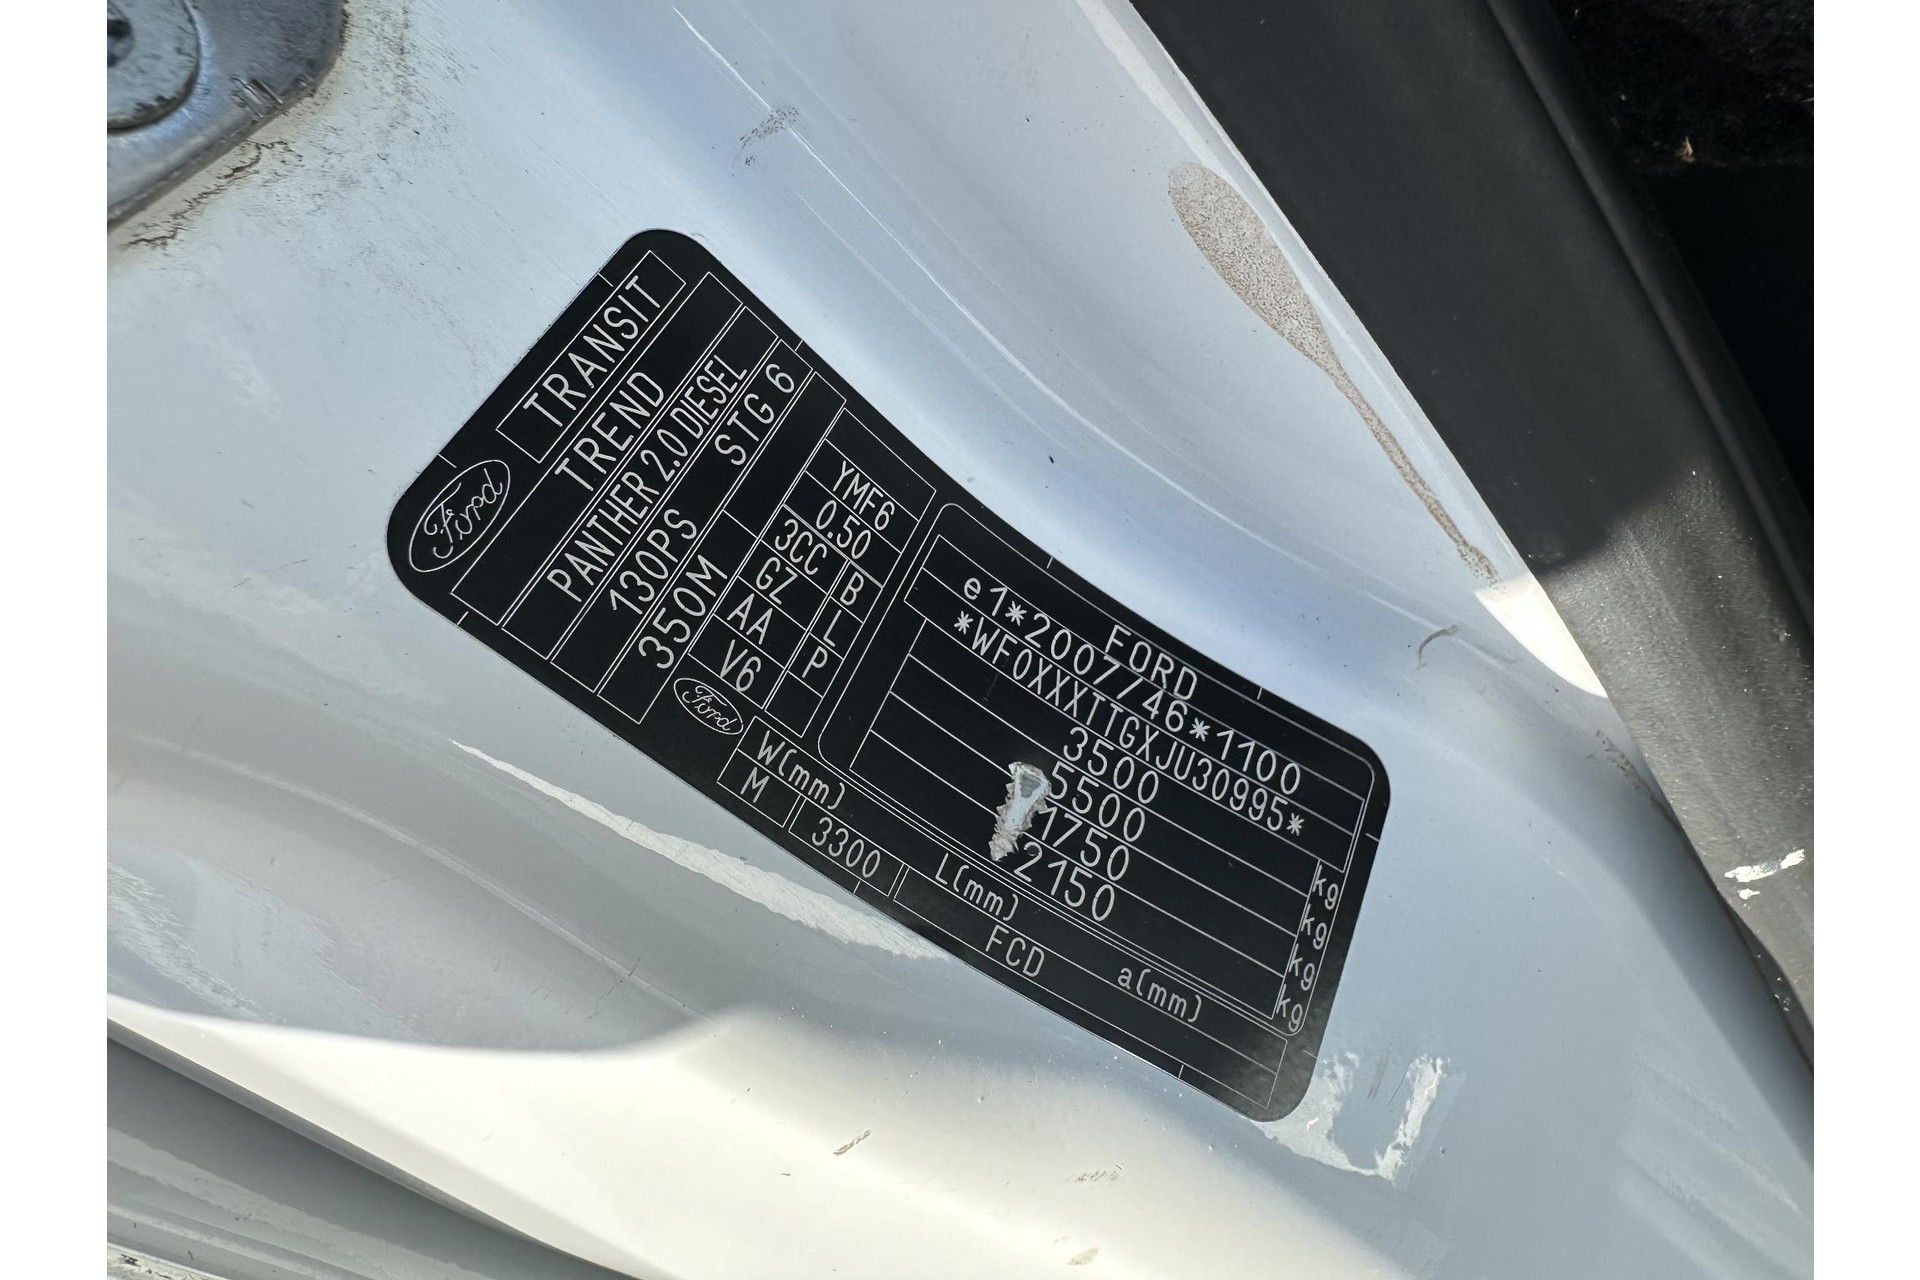 Ford
TRANSIT
TREND
PANTHER 2.0 DIESEL
130PS STG 6
350M
YMF6
0.50
3CC B
GZ L
AA P
V6
Ford
FORD
e1*2007/46*1100
*WF0XXXTTGXJU30995*
3500 kg
5500 kg
1750 kg
2150 kg
W(mm) L(mm) a(mm)
M 3300 FCD